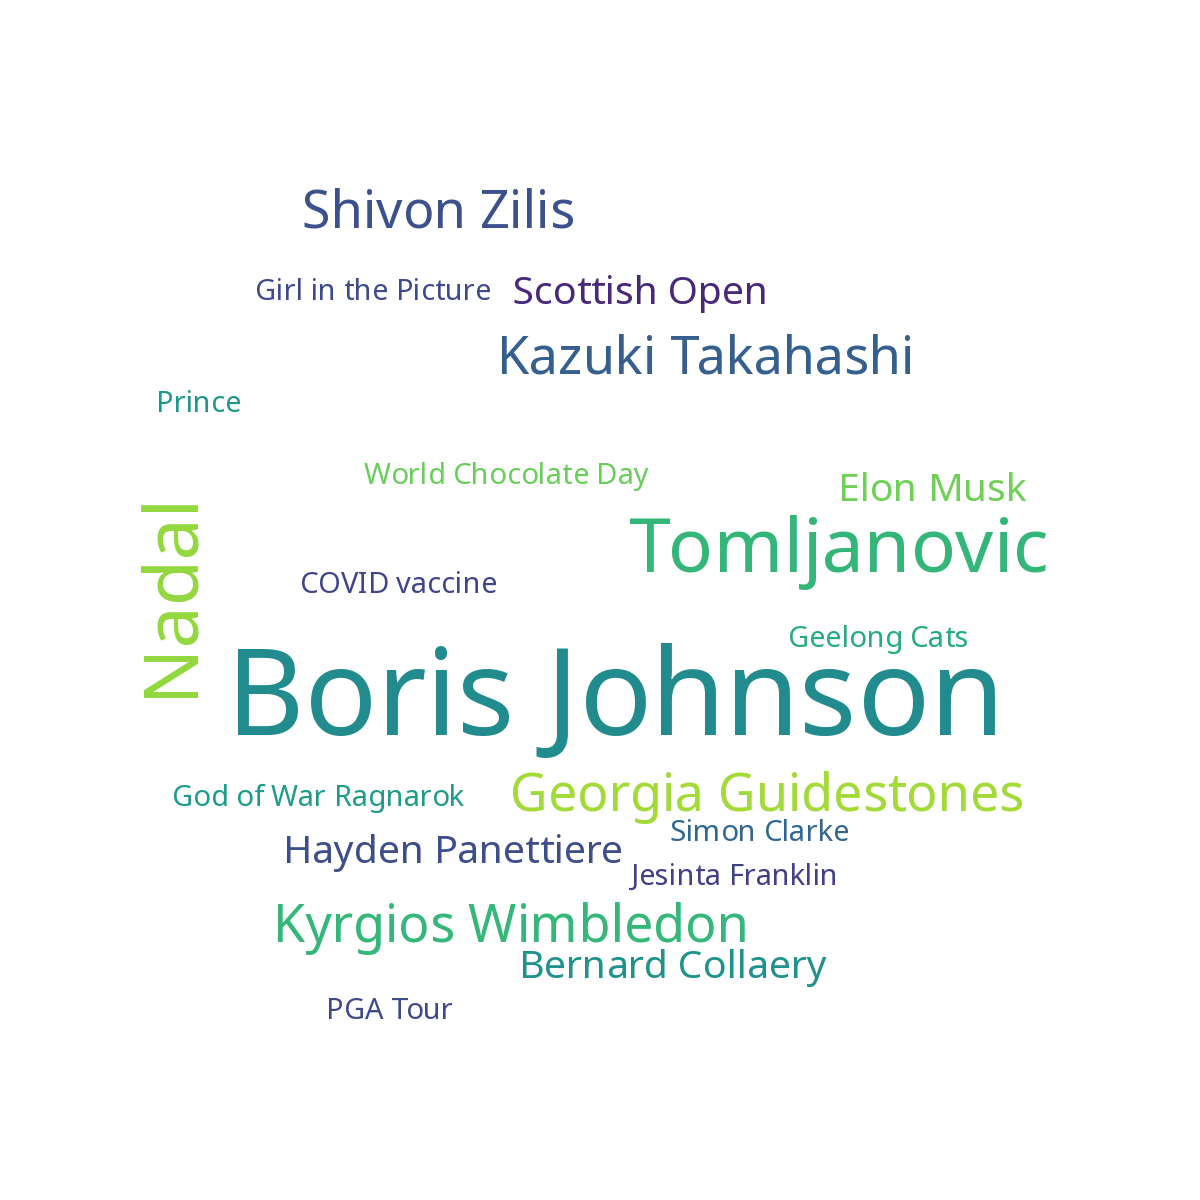 Shivon Zilis
Girl in the Picture
Scottish Open
Kazuki Takahashi
Prince
World Chocolate Day
Elon Musk
Nadal
Tomljanovic
COVID vaccine
Geelong Cats
Boris Johnson
God of War Ragnarok
Georgia Guidestones
Simon Clarke
Hayden Panettiere
Jesinta Franklin
Kyrgios Wimbledon
Bernard Collaery
PGA Tour